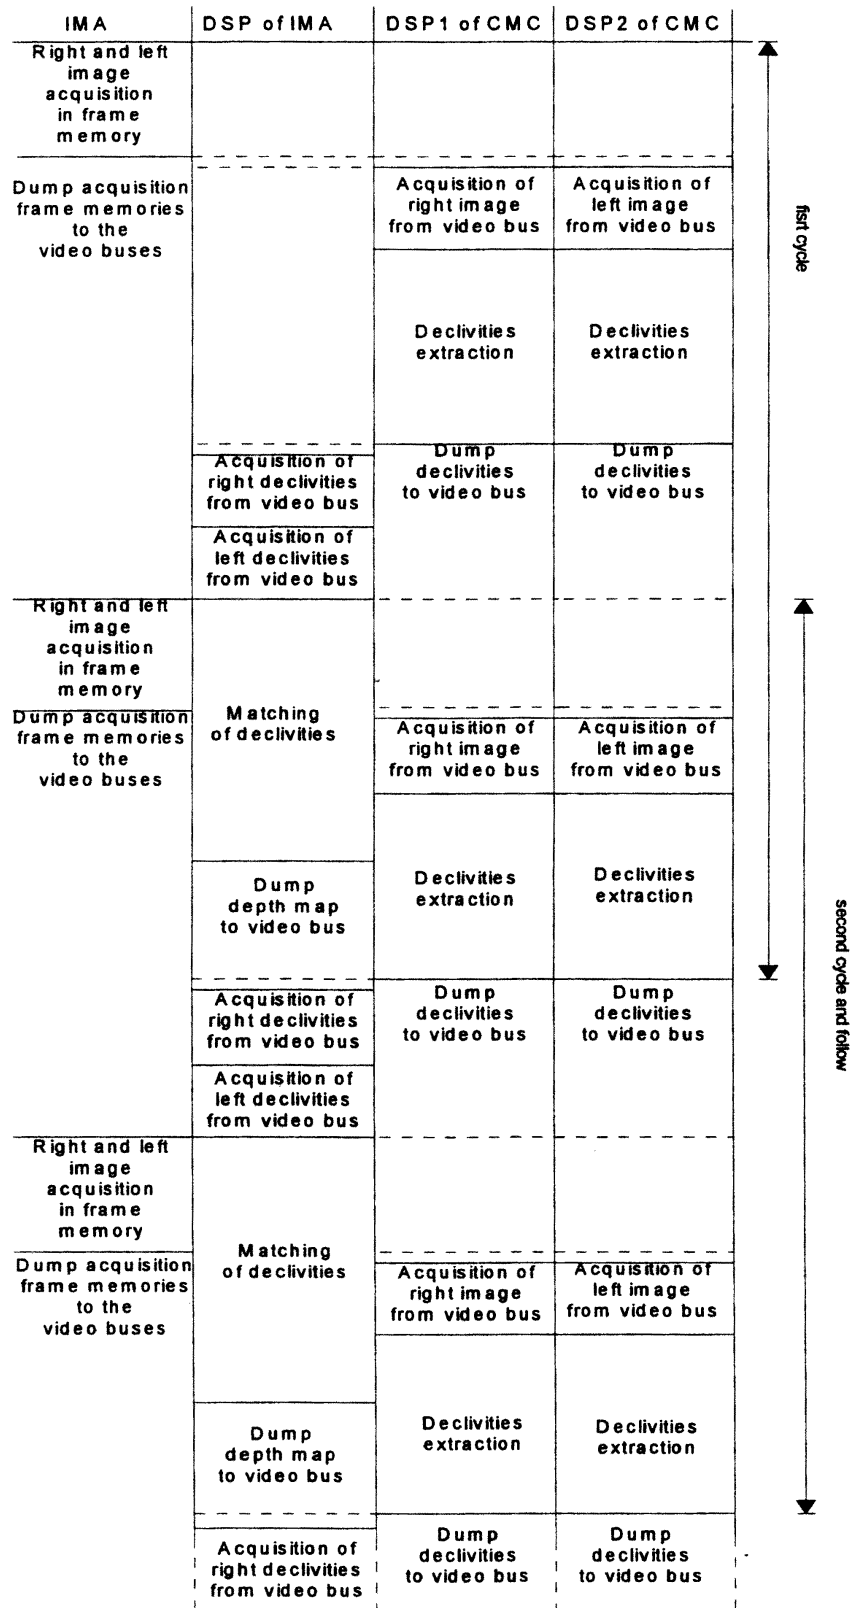 IMA DSP of IMA DSP1 of CMC DSP2 of CMC
Right and left
image
acquisition
in frame
memory
Dump acquisition
frame memories
to the
video buses
Acquisition of
right image
from video bus
Acquisition of
left image
from video bus
fisrt cycle
Declivities
extraction
Declivities
extraction
Acquisition of
right declivities
from video bus
Dump
declivities
to video bus
Dump
declivities
to video bus
Acquisition of
left declivities
from video bus
Right and left
image
acquisition
in frame
memory
Dump acquisition
frame memories
to the
video buses
Matching
of declivities
Acquisition of
right image
from video bus
Acquisition of
left image
from video bus
Dump
depth map
to video bus
Declivities
extraction
Declivities
extraction
second cycle and follow
Acquisition of
right declivities
from video bus
Dump
declivities
to video bus
Dump
declivities
to video bus
Acquisition of
left declivities
from video bus
Right and left
image
acquisition
in frame
memory
Dump acquisition
frame memories
to the
video buses
Matching
of declivities
Acquisition of
right image
from video bus
Acquisition of
left image
from video bus
Dump
depth map
to video bus
Declivities
extraction
Declivities
extraction
Acquisition of
right declivities
from video bus
Dump
declivities
to video bus
Dump
declivities
to video bus